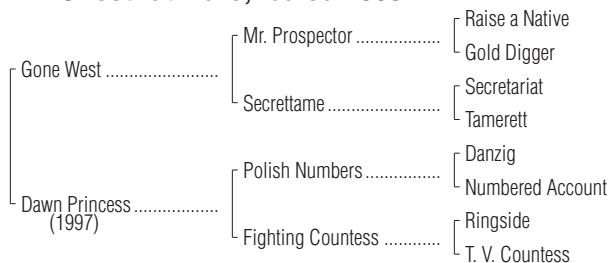 Raise a Native
Mr. Prospector
Gold Digger
Gone West
Secretariat
Secrettame
Tamerett
Danzig
Polish Numbers
Numbered Account
Dawn Princess
(1997)
Ringside
Fighting Countess
T. V. Countess